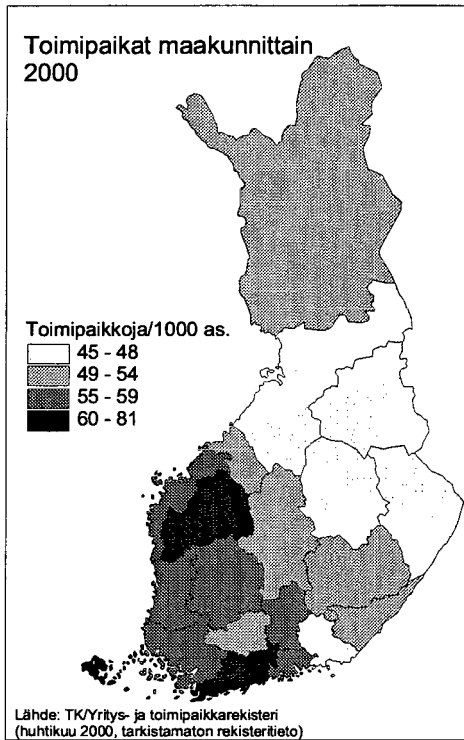 Toimipaikat maakunnittain
2000
Toimipaikkoja/1000 as.
45 - 48
49 - 54
55 - 59
60 - 81
Lähde: TK/Yritys- ja toimipaikkarekisteri
(huhtikuu 2000, tarkistamaton rekisteritieto)